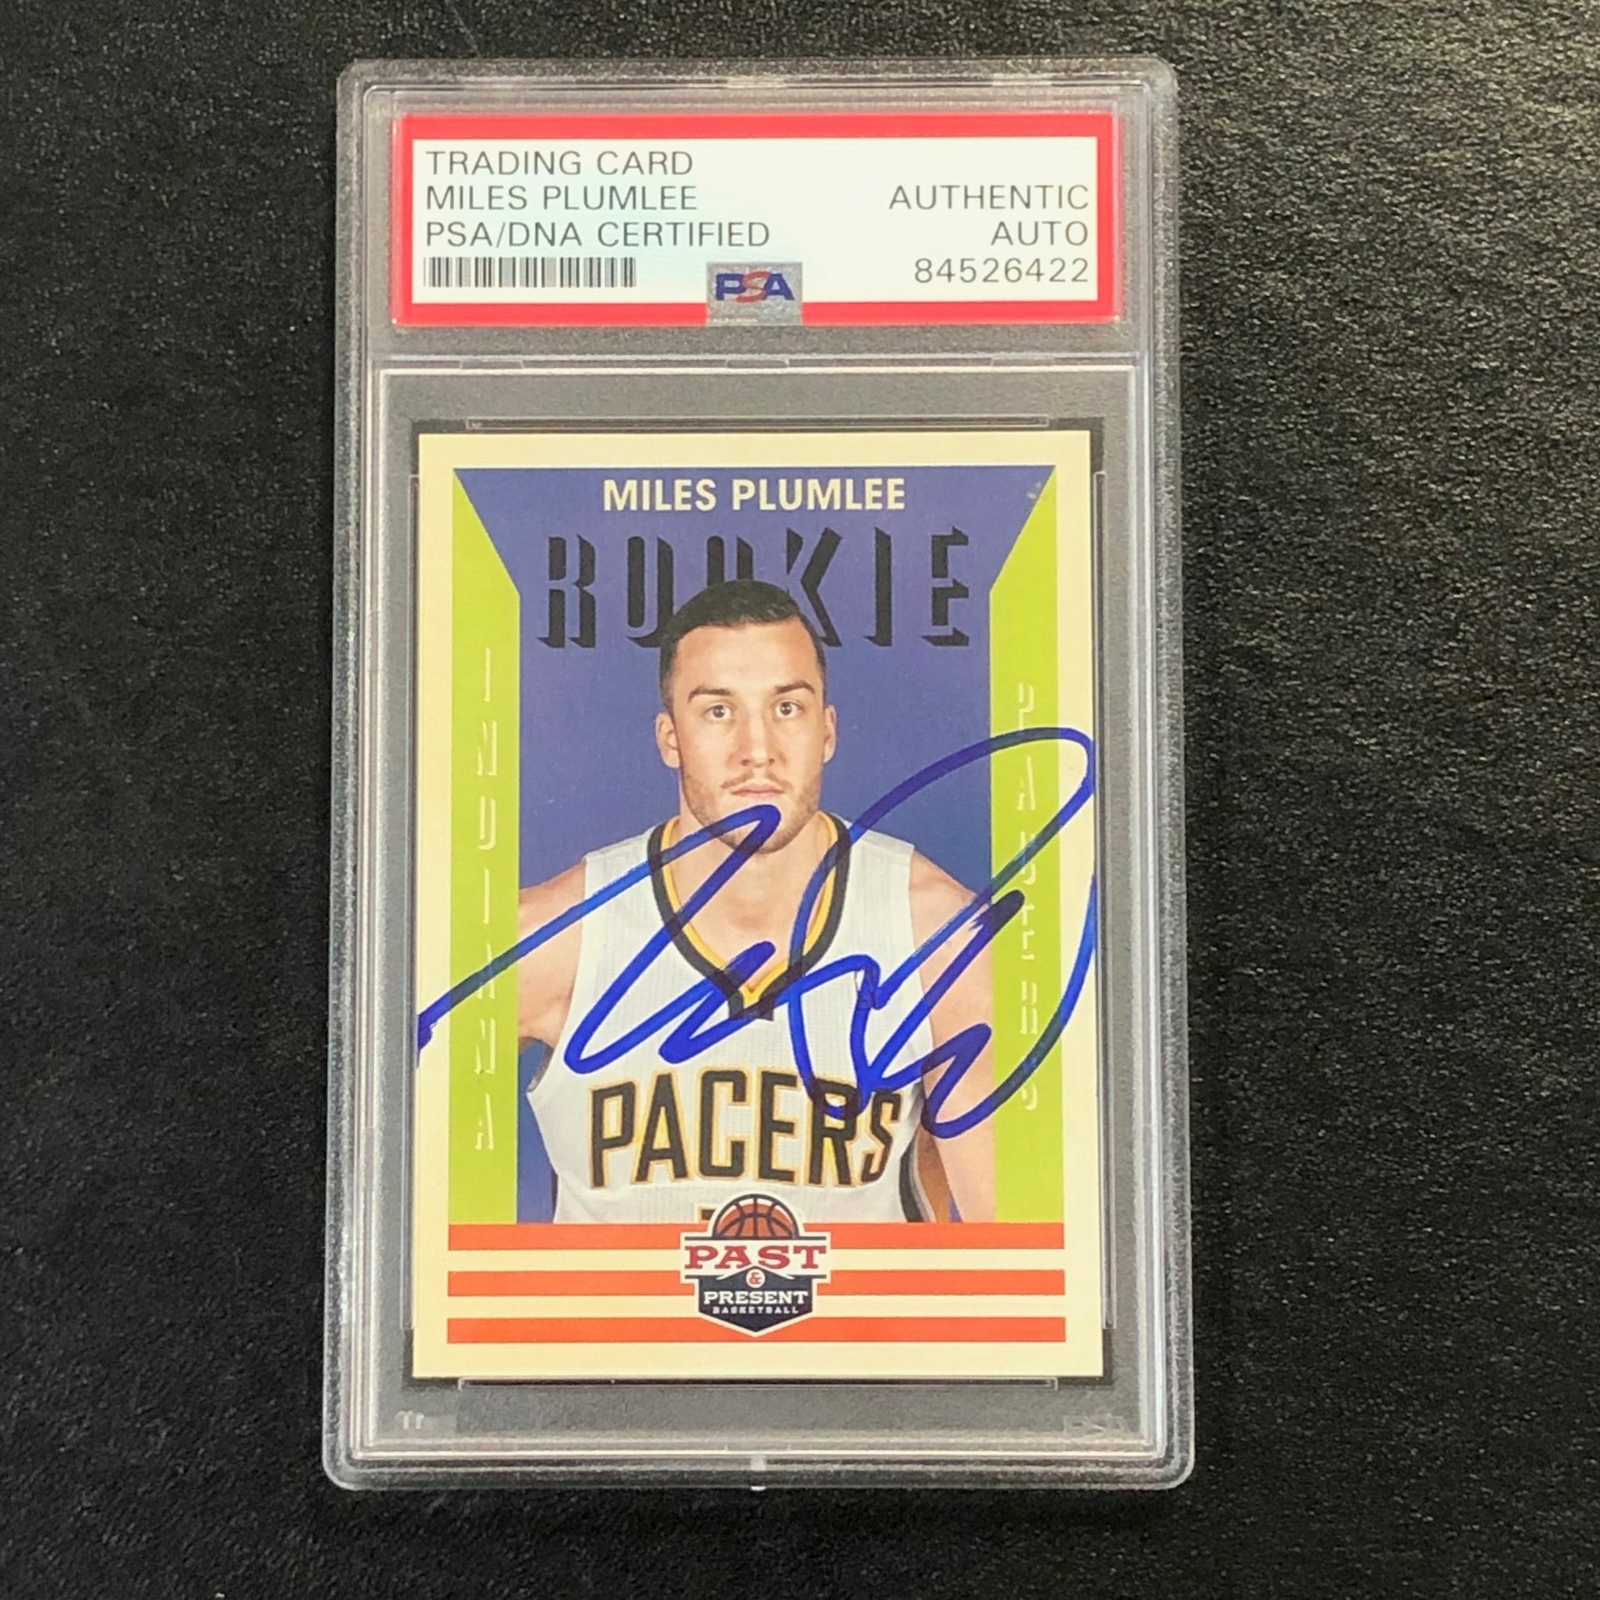 TRADING CARD
MILES PLUMLEE
PSA/DNA CERTIFIED
AUTHENTIC
AUTO
84526422
PSA
MILES PLUMLEE
ROOKIE
INDIANA
PACERS
PACERS
PAST
&
PRESENT
BASKETBALL
PSA